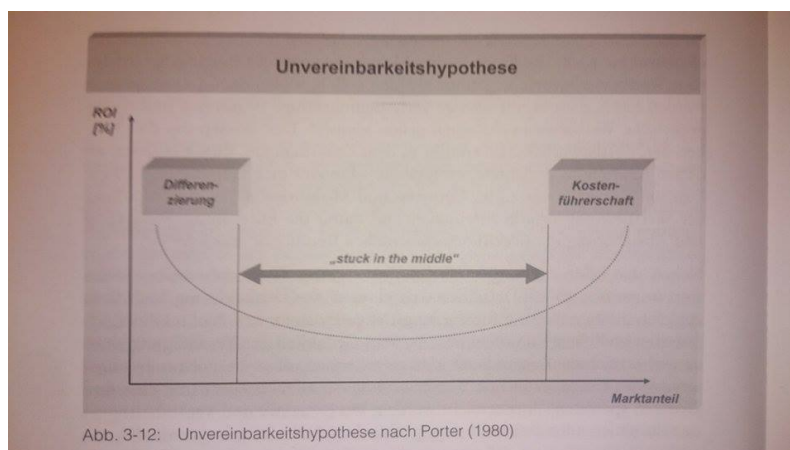 Unvereinbarkeitshypothese
ROI
[%]
Differen-
zierung
Kosten-
führerschaft
„stuck in the middle“
Marktanteil
Abb. 3-12: Unvereinbarkeitshypothese nach Porter (1980)